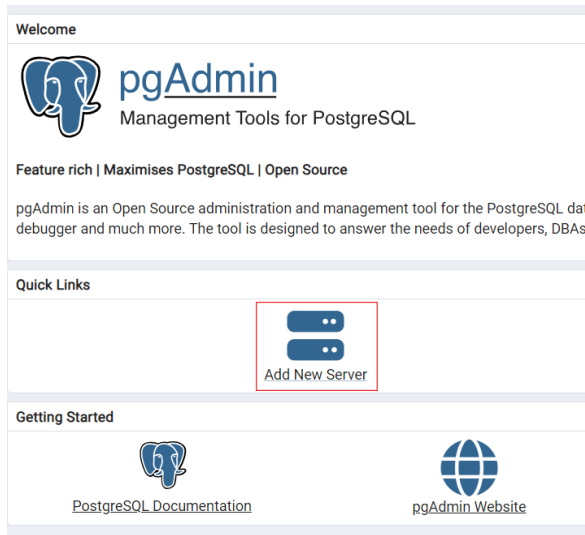 Welcome
pgAdmin
Management Tools for PostgreSQL
Feature rich | Maximises PostgreSQL | Open Source
pgAdmin is an Open Source administration and management tool for the PostgreSQL dat
debugger and much more. The tool is designed to answer the needs of developers, DBAs
Quick Links
Add New Server
Getting Started
PostgreSQL Documentation
pgAdmin Website